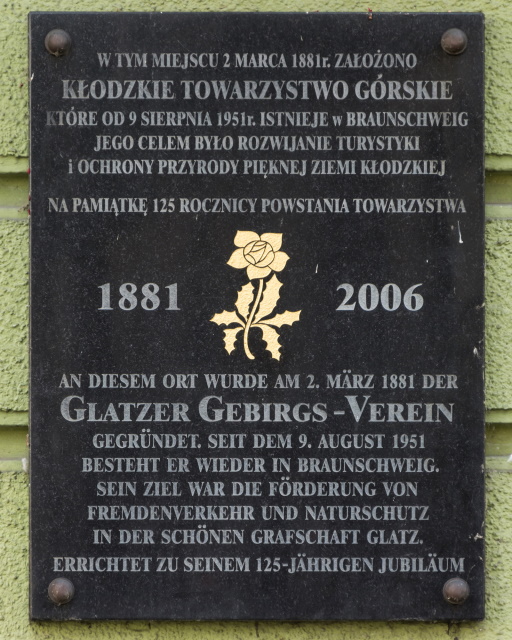 W TYM MIEJSCU 2 MARCA 1881r. ZAŁOŻONO
KŁODZKIE TOWARZYSTWO GÓRSKIE
KTÓRE OD 9 SIERPNIA 1951r. ISTNIEJE w BRAUNSCHWEIG
JEGO CELEM BYŁO ROZWIJANIE TURYSTYKI
i OCHRONY PRZYRODY PIĘKNEJ ZIEMI KŁODZKIEJ
NA PAMIĄTKĘ 125 ROCZNICY POWSTANIA TOWARZYSTWA
1881 2006
AN DIESEM ORT WURDE AM 2. MÄRZ 1881 DER
GLATZER GEBIRGS-VEREIN
GEGRÜNDET. SEIT DEM 9. AUGUST 1951
BESTEHT ER WIEDER IN BRAUNSCHWEIG.
SEIN ZIEL WAR DIE FÖRDERUNG VON
FREMDENVERKEHR UND NATURSCHUTZ
IN DER SCHÖNEN GRAFSCHAFT GLATZ.
ERRICHTET ZU SEINEM 125-JÄHRIGEN JUBILÄUM